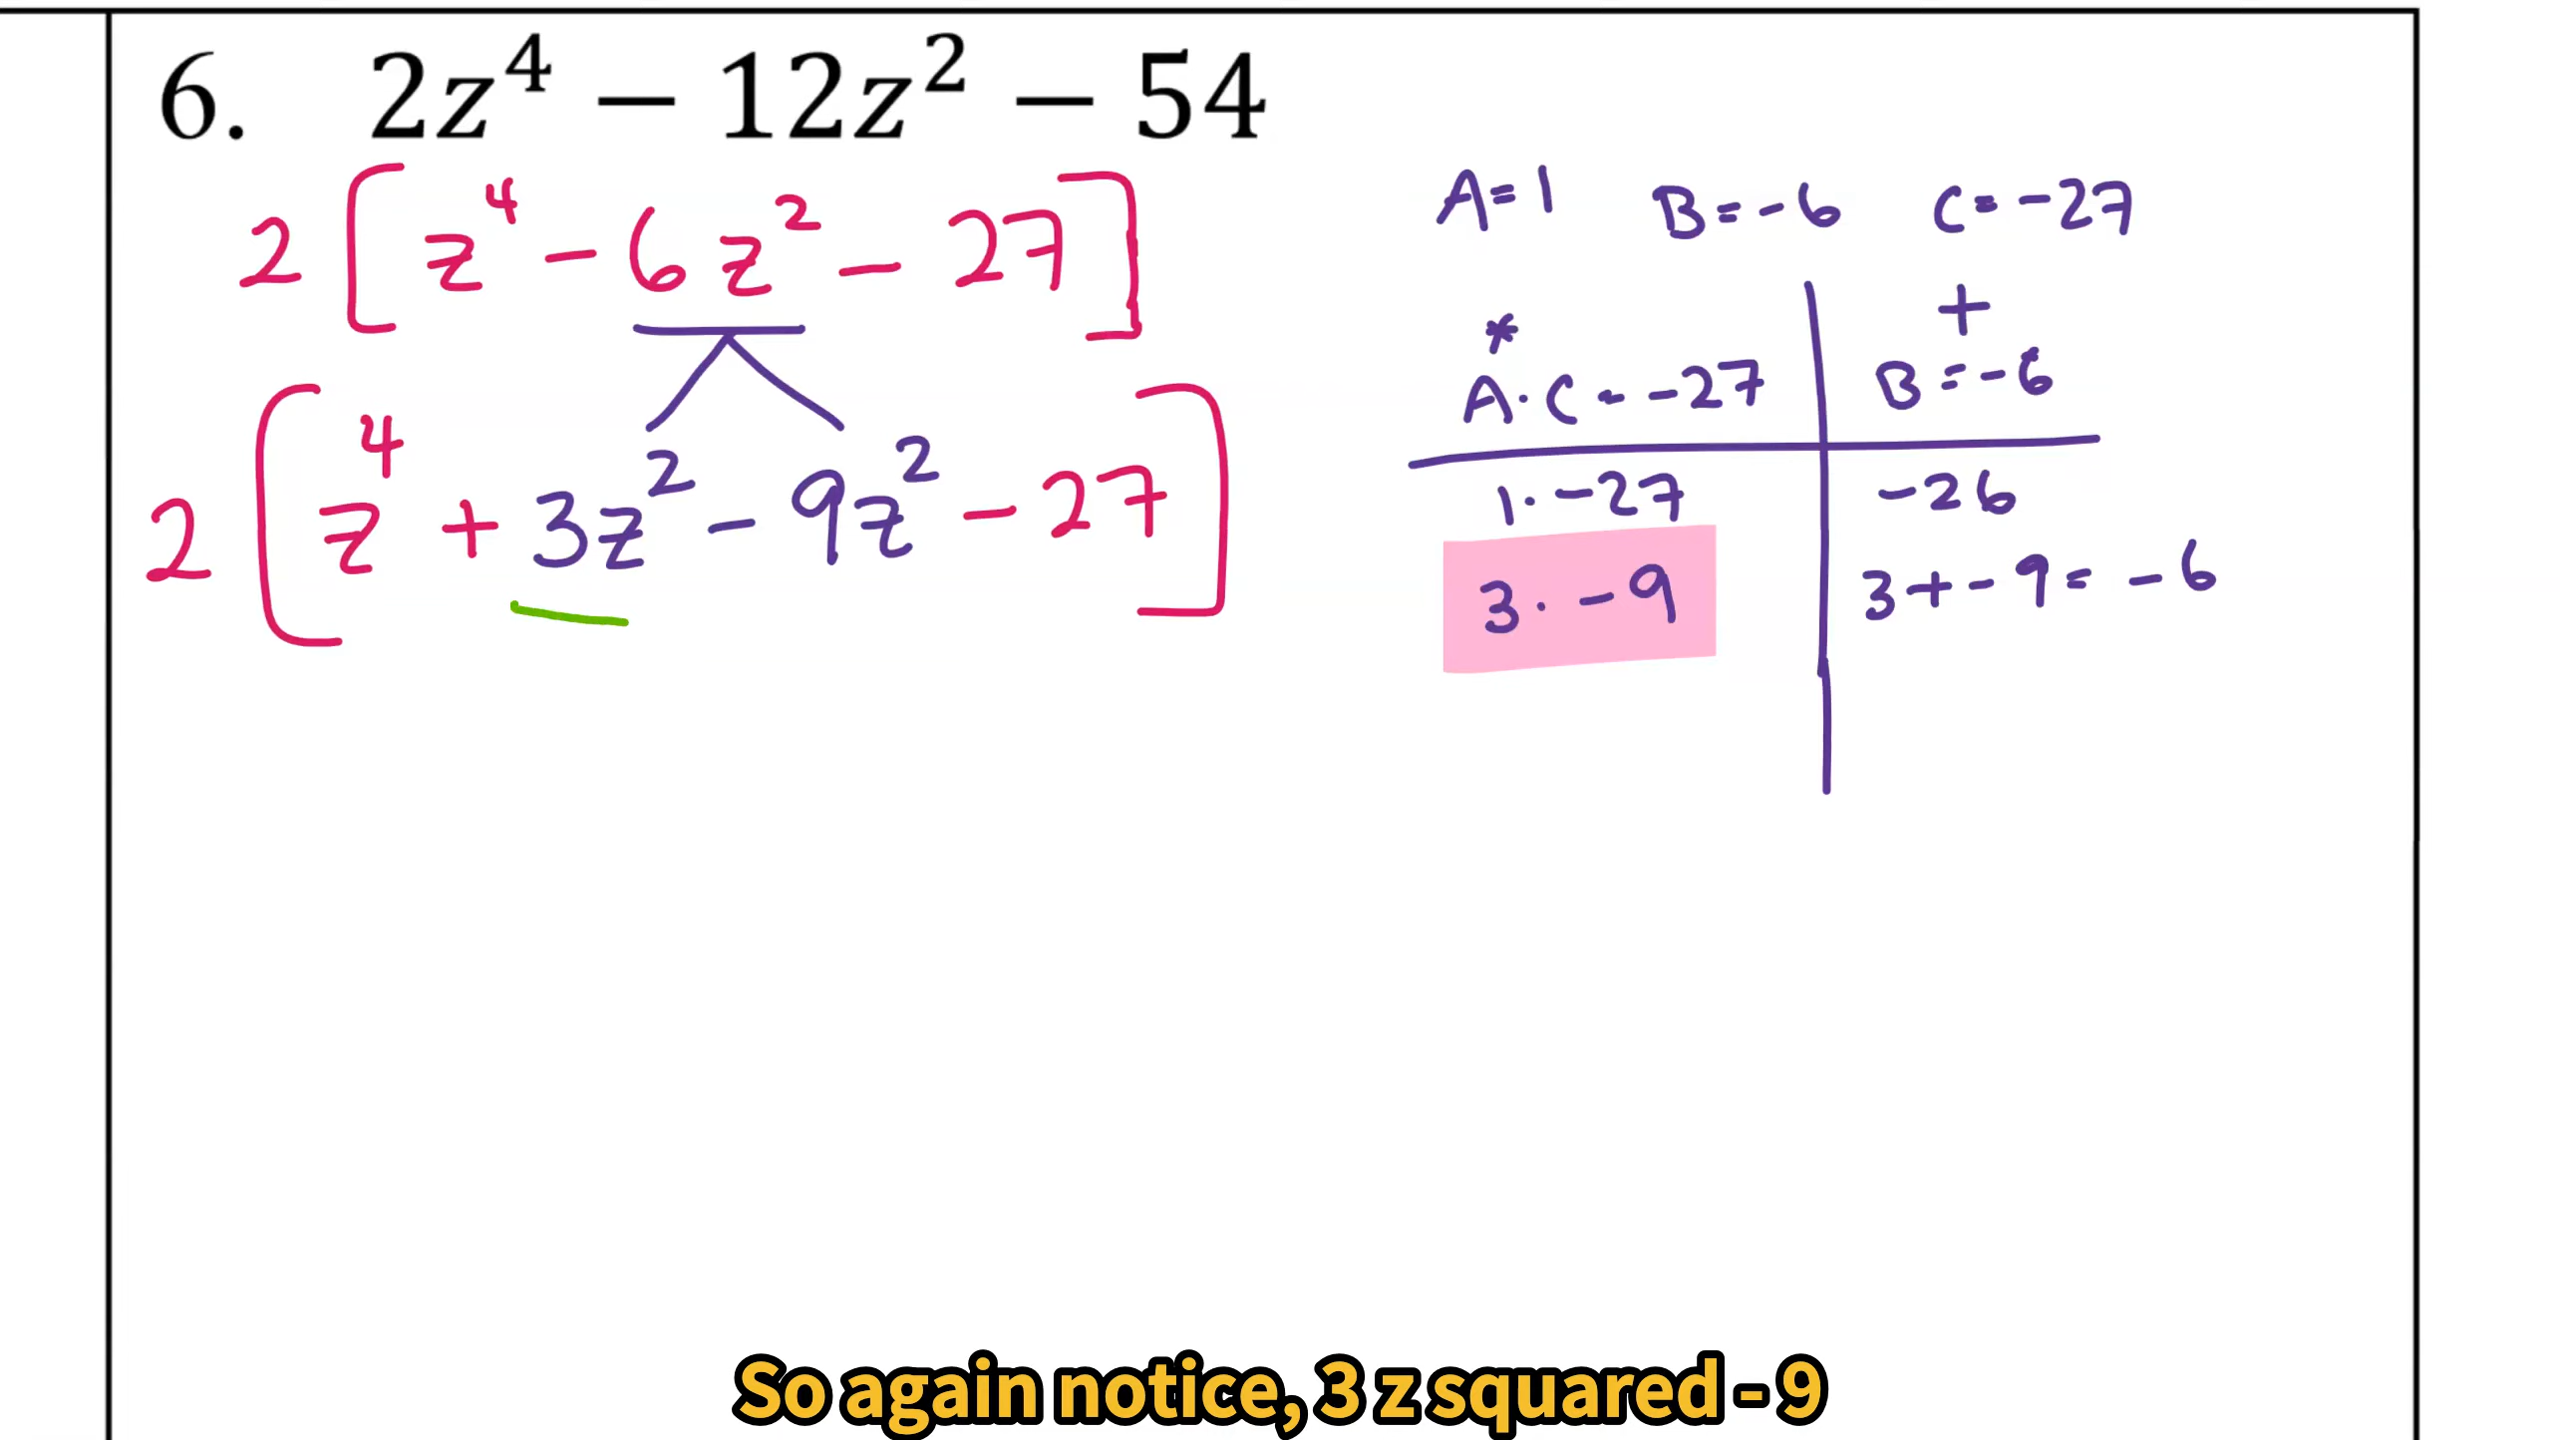 6. 2z⁴ − 12z² − 54
2[z⁴ − 6z² − 27]
2[z⁴ + 3z² − 9z² − 27]
A=1 B=-6 C=-27
* +
A·C=-27 B=-6
1·-27 -26
3·-9 3+-9=-6
So again notice, 3 z squared - 9